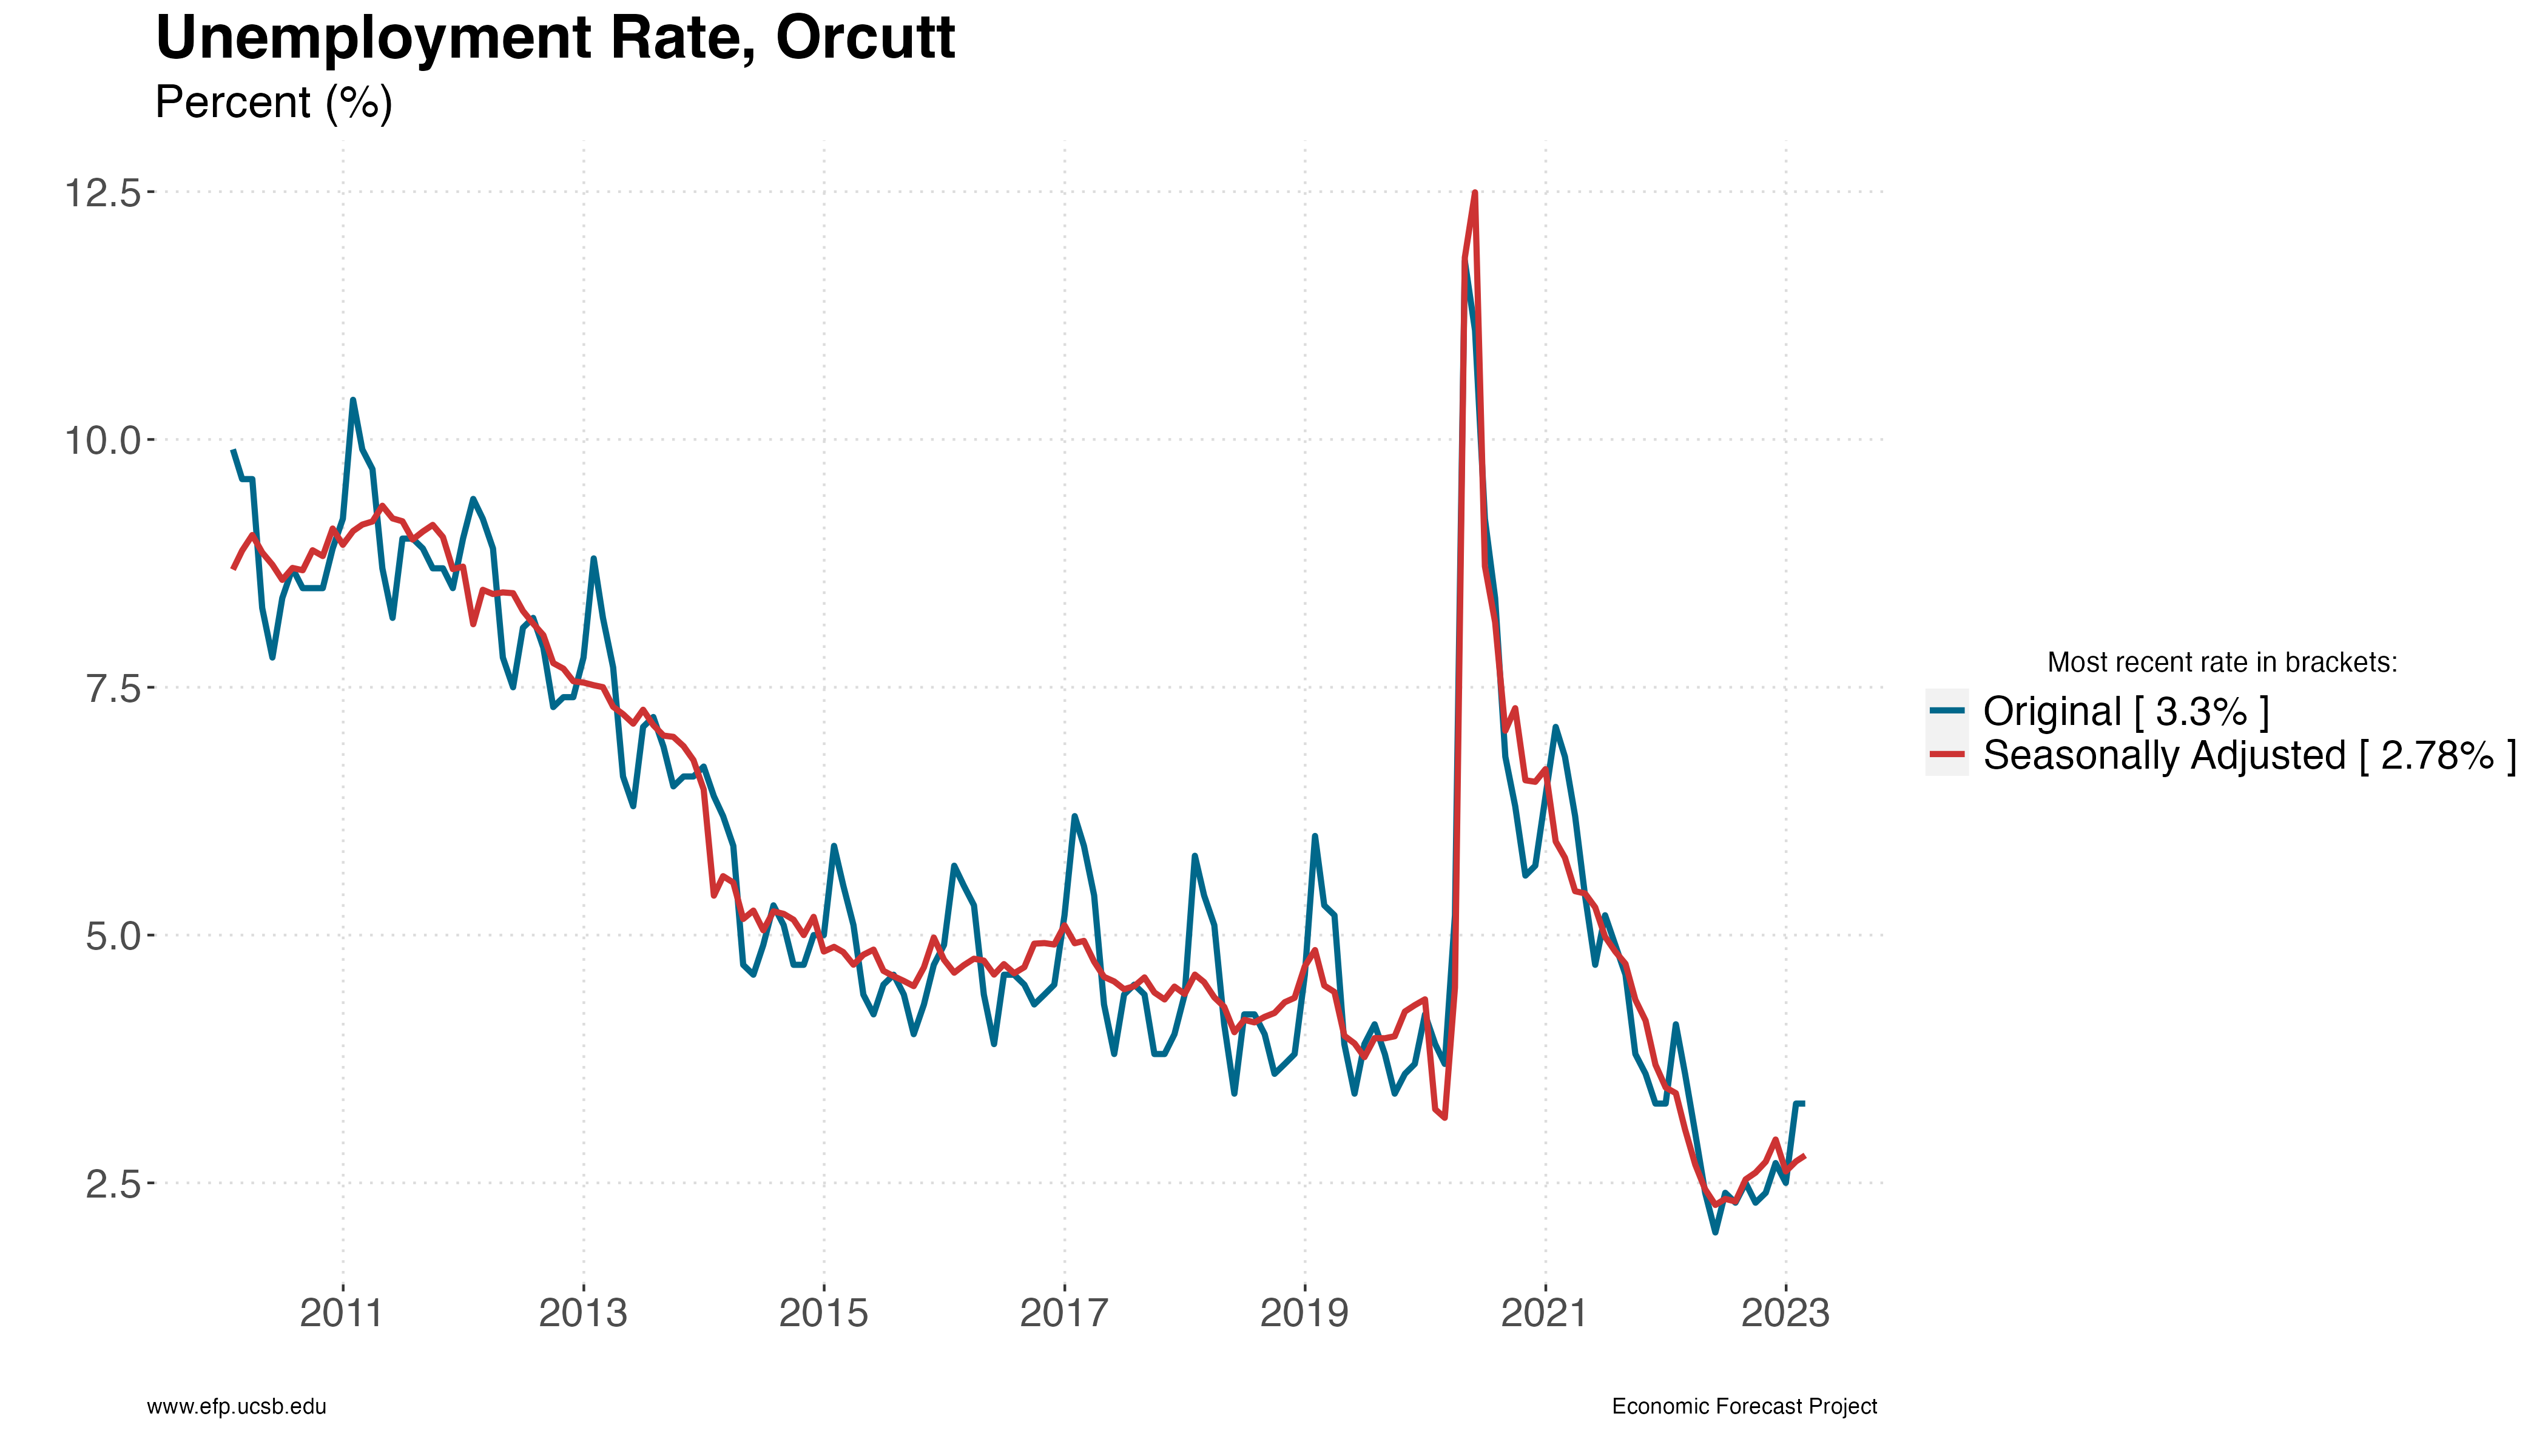 Unemployment Rate, Orcutt
Percent (%)
12.5
10.0
7.5
5.0
2.5
2011 2013 2015 2017 2019 2021 2023
Most recent rate in brackets:
Original [ 3.3% ]
Seasonally Adjusted [ 2.78% ]
www.efp.ucsb.edu
Economic Forecast Project